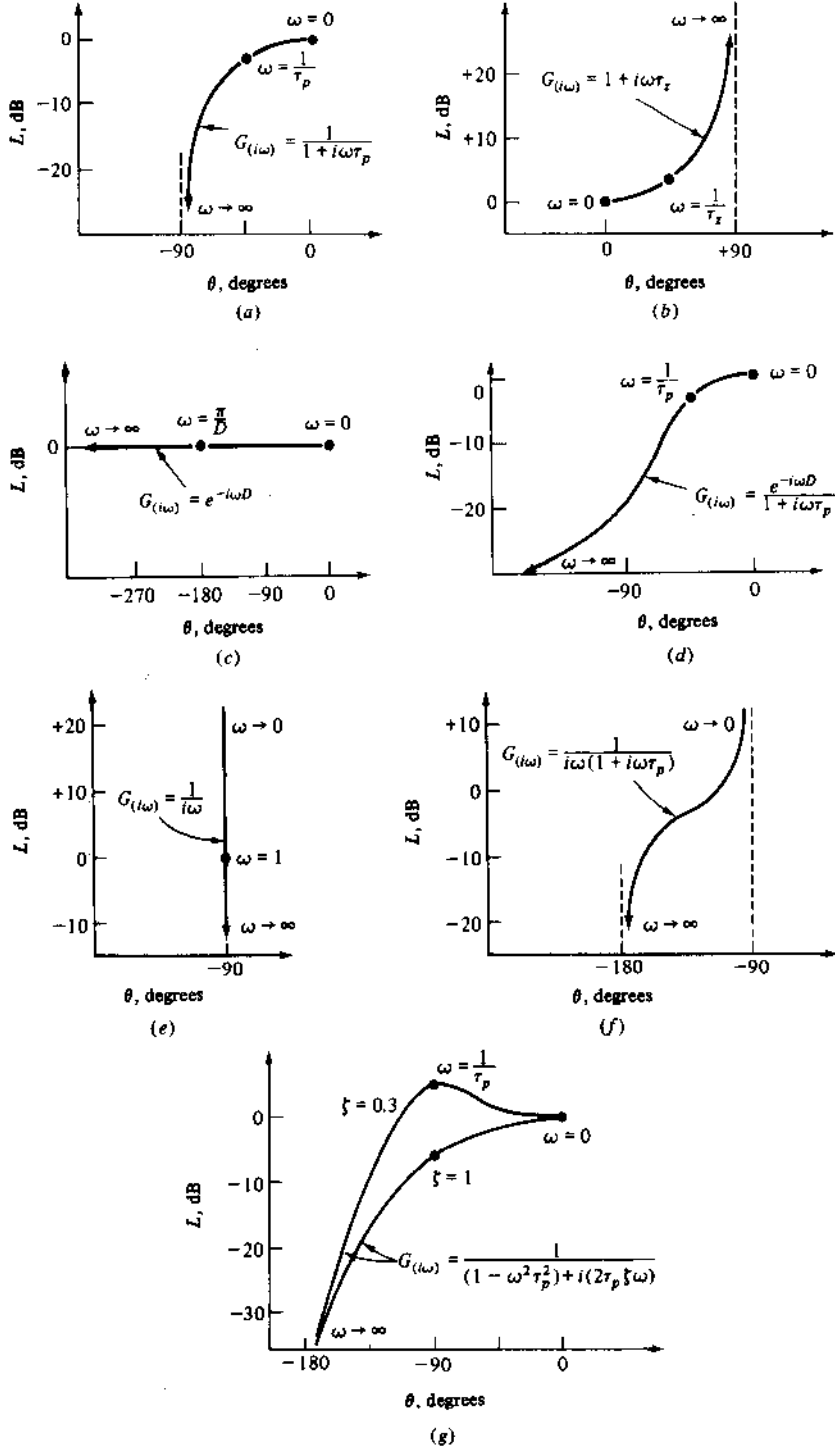 ω = 0
0
ω = 1/τp
−10
L, dB
G(iω) = 1/(1 + iωτp)
−20
ω → ∞
−90
0
θ, degrees
(a)
ω → ∞
+20
G(iω) = 1 + iωτz
L, dB
+10
ω = 0
0
ω = 1/τz
0
+90
θ, degrees
(b)
ω → ∞
ω = π/D
ω = 0
0
L, dB
G(iω) = e^−iωD
−270
−180
−90
0
θ, degrees
(c)
ω = 1/τp
ω = 0
0
L, dB
−10
G(iω) = e^−iωD/(1 + iωτp)
−20
ω → ∞
−90
0
θ, degrees
(d)
+20
ω → 0
+10
G(iω) = 1/iω
L, dB
0
ω = 1
−10
ω → ∞
−90
θ, degrees
(e)
+10
ω → 0
G(iω) = 1/(iω(1 + iωτp))
0
L, dB
−10
−20
ω → ∞
−180
−90
θ, degrees
(f)
ω = 1/τp
ζ = 0.3
0
ω = 0
ζ = 1
−10
L, dB
−20
G(iω) = 1/((1 − ω²τp²) + i(2τpζω))
−30
ω → ∞
−180
−90
0
θ, degrees
(g)